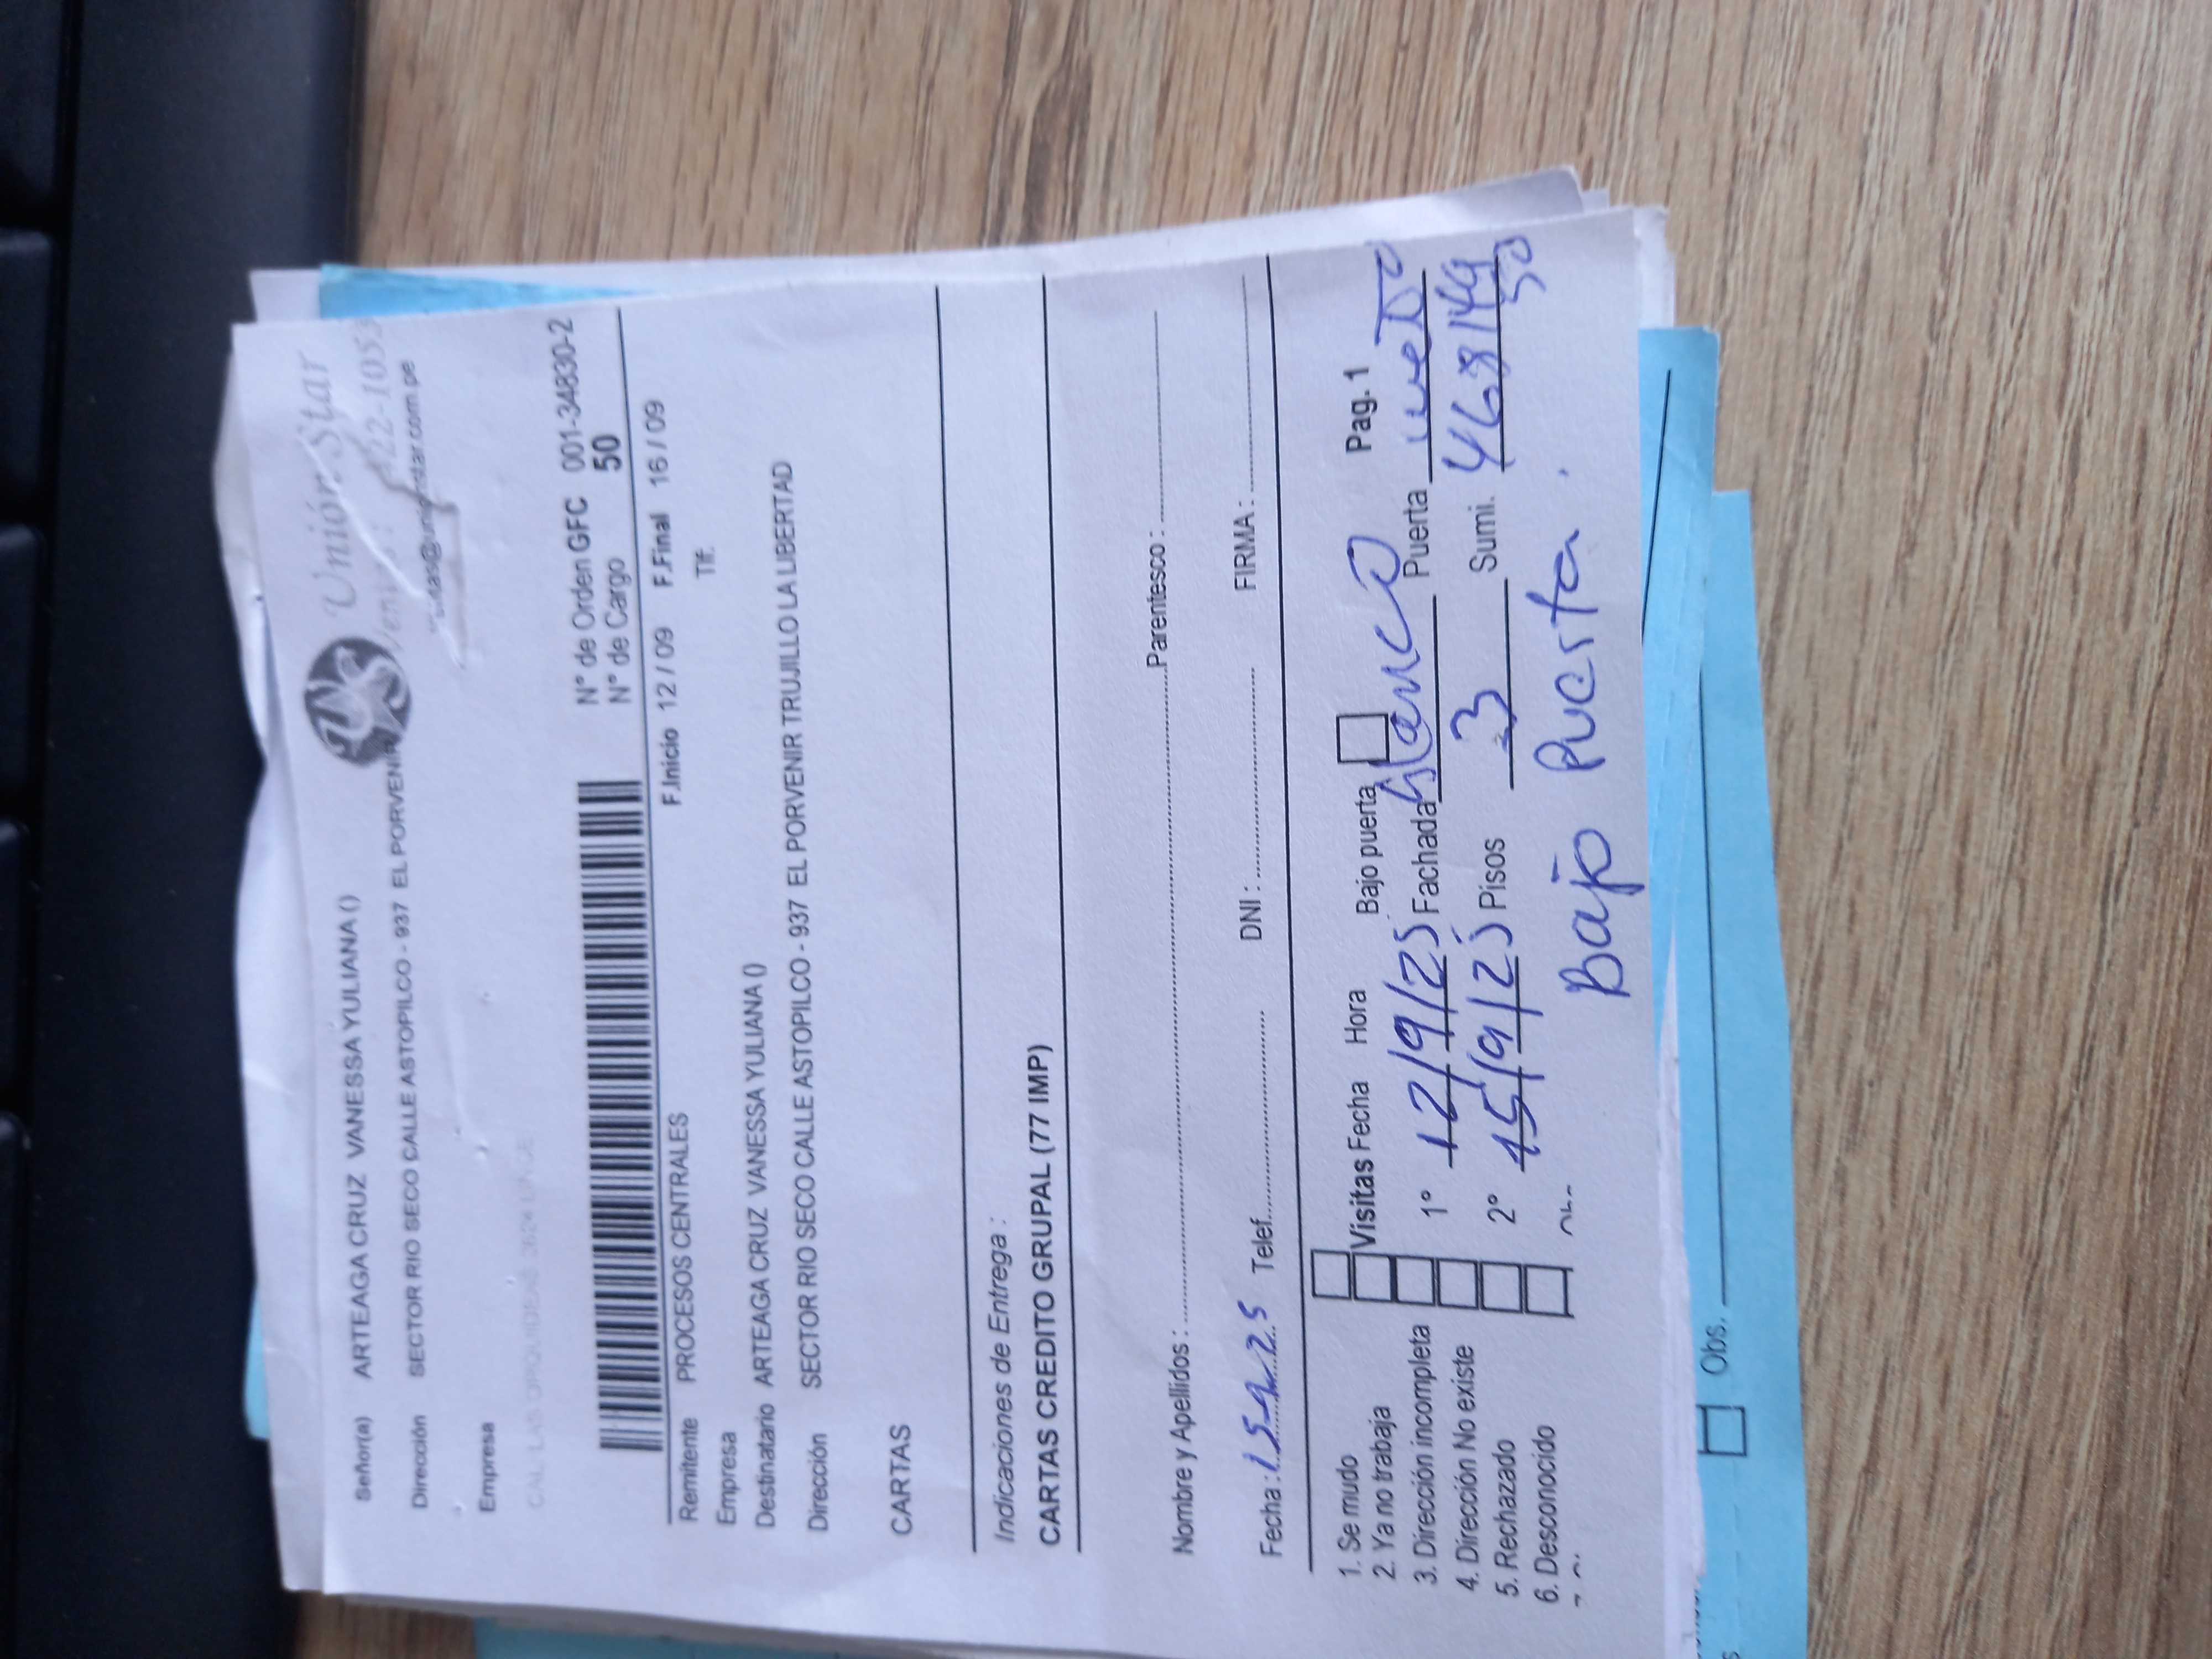 Unión Star
Señor(a) ARTEAGA CRUZ VANESSA YULIANA ()
Dirección SECTOR RIO SECO CALLE ASTOPILCO - 937 EL PORVENIR
Empresa
N° de Orden GFC 001-34830-2
N° de Cargo 50
Remitente PROCESOS CENTRALES F.Inicio 12 / 09 F.Final 16 / 09
Empresa Tlf.
Destinatario ARTEAGA CRUZ VANESSA YULIANA ()
Dirección SECTOR RIO SECO CALLE ASTOPILCO - 937 EL PORVENIR TRUJILLO LA LIBERTAD
CARTAS
Indicaciones de Entrega :
CARTAS CREDITO GRUPAL (77 IMP)
Nombre y Apellidos : Parentesco :
Fecha : 15-9-25 Telef. DNI : FIRMA :
1. Se mudo
2. Ya no trabaja
3. Dirección incompleta
4. Dirección No existe
5. Rechazado
6. Desconocido
Visitas Fecha Hora Bajo puerta Pag. 1
1° 12/9/25 Fachada blanco Puerta
2° 15/9/25 Pisos 3 Sumi. 468149
50
Bajo Puerta.
Obs.